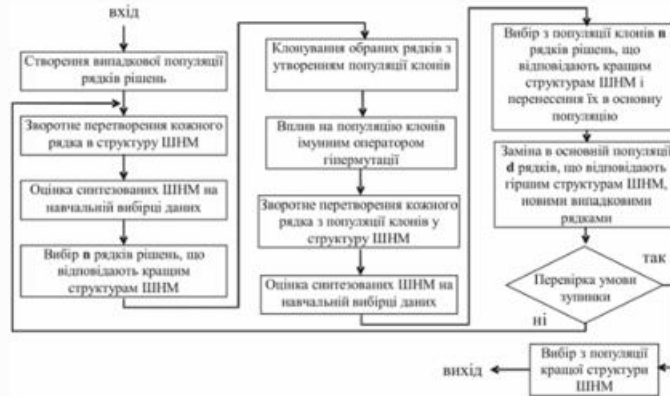 вхід
Створення випадкової популяції
рядків рішень
Зворотне перетворення кожного
рядка в структуру ШНМ
Оцінка синтезованих ШНМ на
навчальній вибірці даних
Вибір n рядків рішень, що
відповідають кращим
структурам ШНМ
Клонування обраних рядків з
утворенням популяції клонів
Вплив на популяцію клонів
імунним оператором
гіпермутації
Зворотне перетворення кожного
рядка з популяції клонів у
структуру ШНМ
Оцінка синтезованих ШНМ на
навчальній вибірці даних
Вибір з популяції клонів n
рядків рішень, що
відповідають кращим
структурам ШНМ і
перенесення їх в основну
популяцію
Заміна в основній популяції
d рядків, що відповідають
гіршим структурам ШНМ,
новими випадковими
рядками
так
Перевірка умови
зупинки
ні
Вибір з популяції
кращої структури
ШНМ
вихід